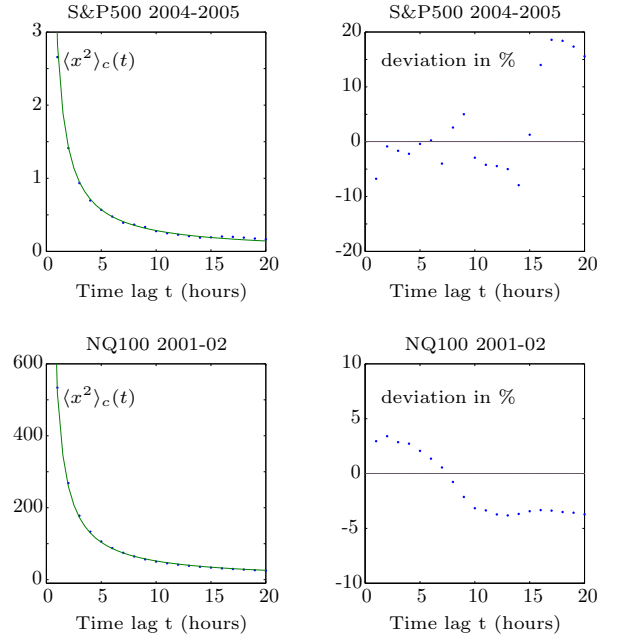 S&P500 2004-2005
⟨x²⟩c(t)
3
2
1
0
0 5 10 15 20
Time lag t (hours)
S&P500 2004-2005
deviation in %
20
10
0
-10
-20
0 5 10 15 20
Time lag t (hours)
NQ100 2001-02
⟨x²⟩c(t)
600
400
200
0
0 5 10 15 20
Time lag t (hours)
NQ100 2001-02
deviation in %
10
5
0
-5
-10
0 5 10 15 20
Time lag t (hours)